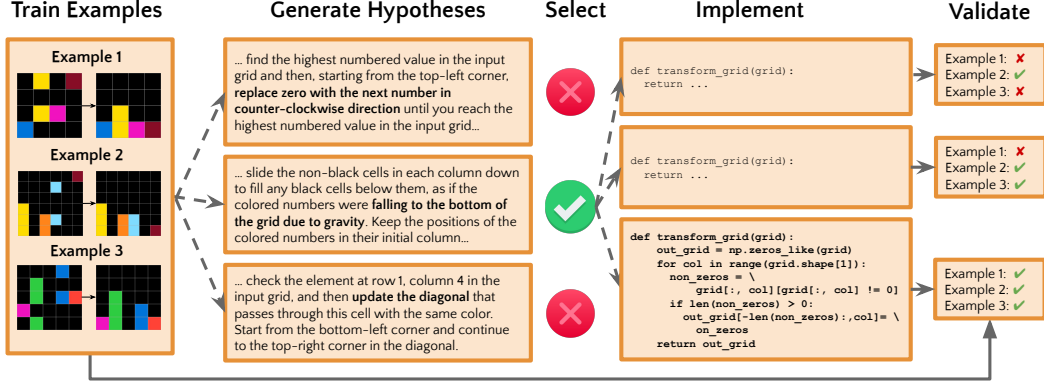 Train Examples
Generate Hypotheses
Select
Implement
Validate
Example 1
Example 2
Example 3
... find the highest numbered value in the input
grid and then, starting from the top-left corner,
replace zero with the next number in
counter-clockwise direction until you reach the
highest numbered value in the input grid...
... slide the non-black cells in each column down
to fill any black cells below them, as if the
colored numbers were falling to the bottom of
the grid due to gravity. Keep the positions of the
colored numbers in their initial column...
... check the element at row 1, column 4 in the
input grid, and then update the diagonal that
passes through this cell with the same color.
Start from the bottom-left corner and continue
to the top-right corner in the diagonal.
def transform_grid(grid):
return ...
def transform_grid(grid):
return ...
def transform_grid(grid):
out_grid = np.zeros_like(grid)
for col in range(grid.shape[1]):
non_zeros = \
grid[:, col][grid[:, col] != 0]
if len(non_zeros) > 0:
out_grid[-len(non_zeros):,col]= \
on_zeros
return out_grid
Example 1: ✘
Example 2: ✔
Example 3: ✘
Example 1: ✘
Example 2: ✔
Example 3: ✔
Example 1: ✔
Example 2: ✔
Example 3: ✔